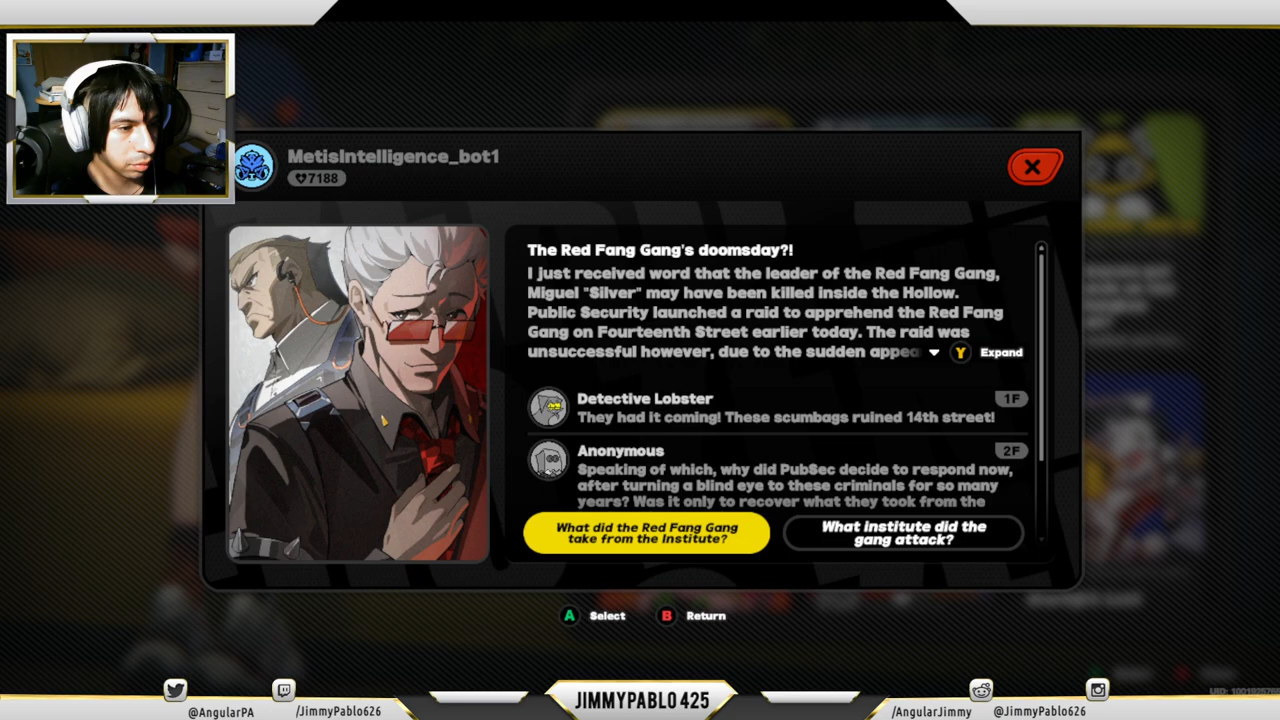 MetisIntelligence_bot1
7188
The Red Fang Gang's doomsday?!
I just received word that the leader of the Red Fang Gang,
Miguel "Silver" may have been killed inside the Hollow.
Public Security launched a raid to apprehend the Red Fang
Gang on Fourteenth Street earlier today. The raid was
unsuccessful however, due to the sudden appea
Y Expand
Detective Lobster 1F
They had it coming! These scumbags ruined 14th street!
Anonymous 2F
Speaking of which, why did PubSec decide to respond now,
after turning a blind eye to these criminals for so many
years? Was it only to recover what they took from the
What did the Red Fang Gang
take from the Institute?
What institute did the
gang attack?
A Select B Return
@AngularPA
/JimmyPablo626
JIMMYPABLO 425
/AngularJimmy
@JimmyPablo626